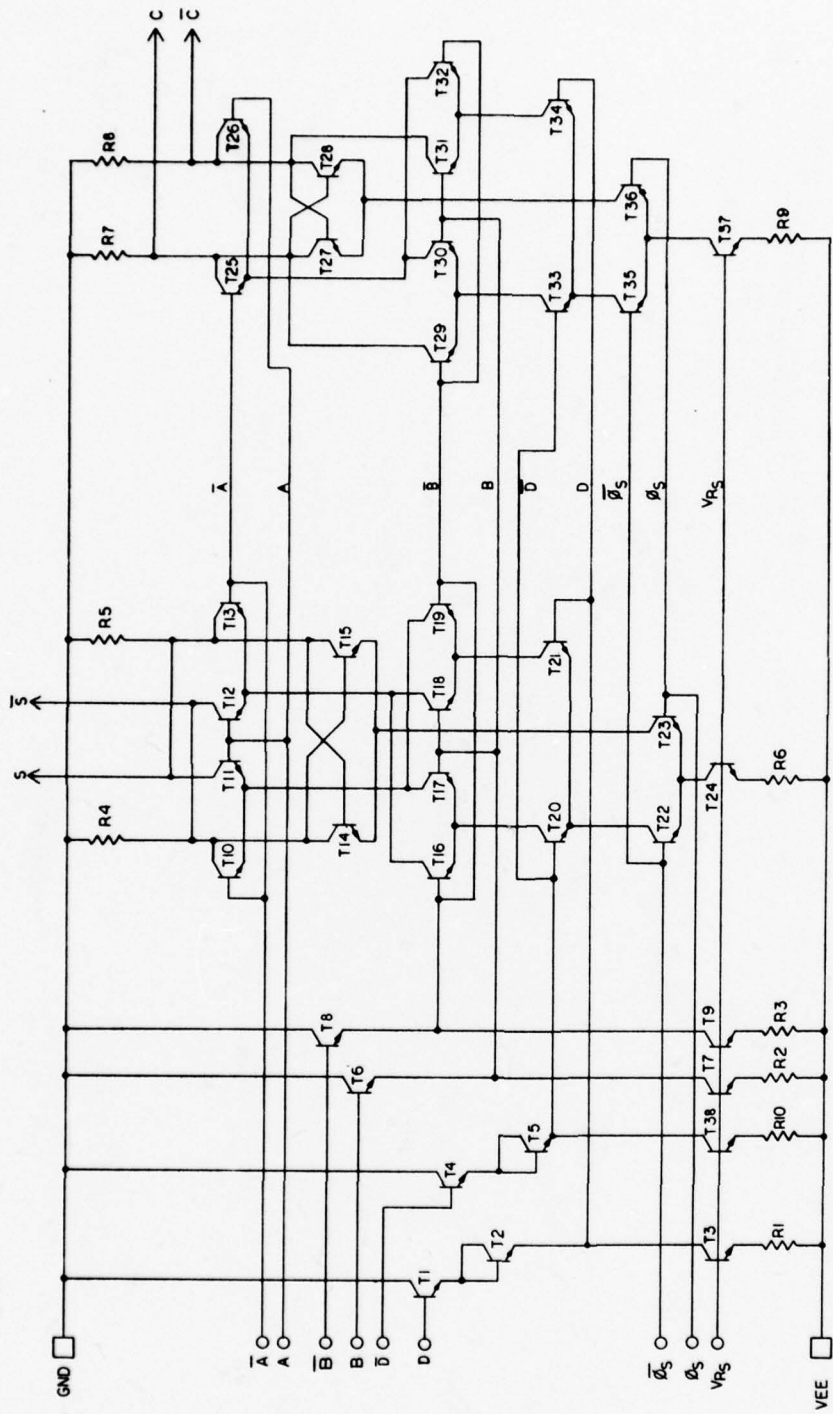 S̅
S
C
C̅
GND
R4
R5
R7
R8
T10
T11
T12
T13
T25
T26
A̅
A
A̅
A
T14
T15
T27
T28
T8
T6
B̅
B
D̅
D
T16
T17
T18
T19
B̅
B
T29
T30
T31
T32
T4
T5
T1
T2
T20
T21
D̅
D
T33
T34
T22
T23
Ø̅S
ØS
T35
T36
Ø̅S
ØS
VRS
T3
T38
T7
T9
T24
VRS
T37
R1
R10
R2
R3
R6
R9
VEE